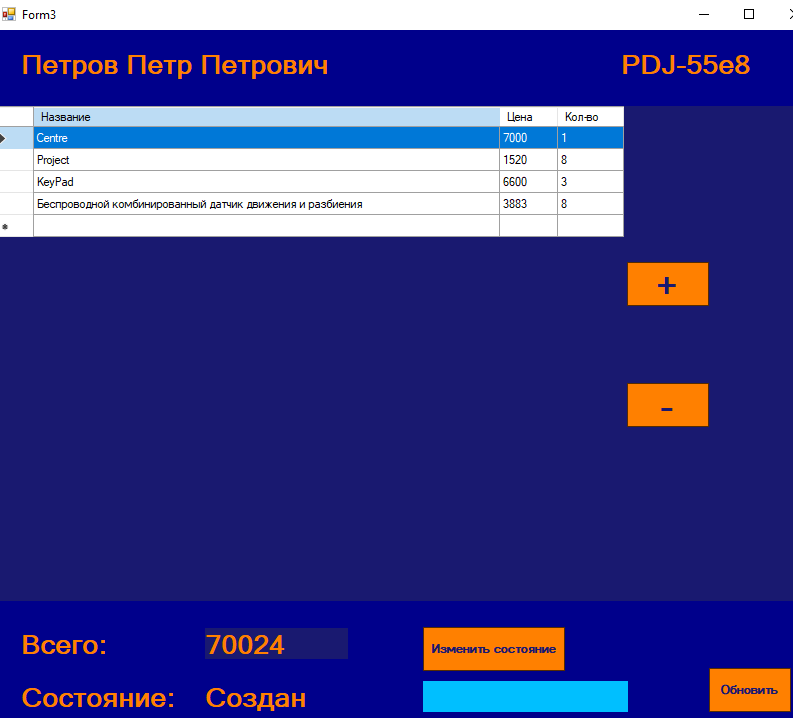 Form3
Петров Петр Петрович PDJ-55e8
Название Цена Кол-во
Centre 7000 1
Project 1520 8
KeyPad 6600 3
Беспроводной комбинированный датчик движения и разбиения 3883 8
+
-
Всего: 70024 Изменить состояние
Состояние: Создан Обновить